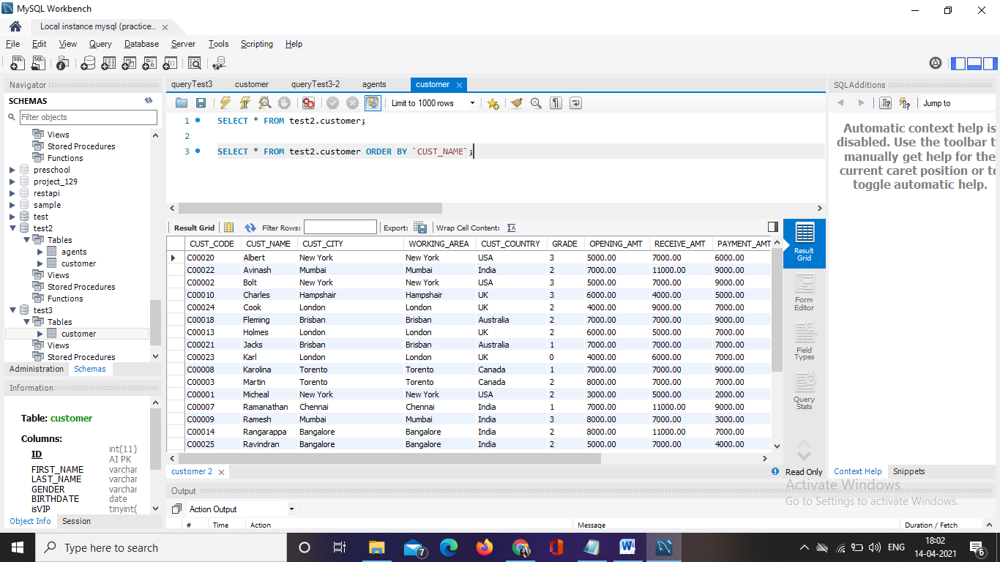 MySQL Workbench
Local instance mysql (practice...
File Edit View Query Database Server Tools Scripting Help
Navigator
SCHEMAS
Filter objects
Views
Stored Procedures
Functions
preschool
project_129
restapi
sample
test
test2
Tables
agents
customer
Views
Stored Procedures
Functions
test3
Tables
customer
Views
Stored Procedures
Administration Schemas
Information
Table: customer
Columns:
ID int(11) AI PK
FIRST_NAME varchar
LAST_NAME varchar
GENDER varchar
BIRTHDATE date
isVIP tinyint(
Object Info Session
queryTest3 customer queryTest3-2 agents customer
Limit to 1000 rows
1 SELECT * FROM test2.customer;
2
3 SELECT * FROM test2.customer ORDER BY `CUST_NAME`;
Result Grid Filter Rows: Export: Wrap Cell Content:
CUST_CODE CUST_NAME CUST_CITY WORKING_AREA CUST_COUNTRY GRADE OPENING_AMT RECEIVE_AMT PAYMENT_AMT
C00020 Albert New York New York USA 3 5000.00 7000.00 6000.00
C00022 Avinash Mumbai Mumbai India 2 7000.00 11000.00 9000.00
C00002 Bolt New York New York USA 3 5000.00 7000.00 9000.00
C00010 Charles Hampshair Hampshair UK 3 6000.00 4000.00 5000.00
C00024 Cook London London UK 2 4000.00 9000.00 7000.00
C00018 Fleming Brisban Brisban Australia 2 7000.00 7000.00 9000.00
C00013 Holmes London London UK 2 6000.00 5000.00 7000.00
C00021 Jacks Brisban Brisban Australia 1 7000.00 7000.00 7000.00
C00023 Karl London London UK 0 4000.00 6000.00 7000.00
C00008 Karolina Torento Torento Canada 1 7000.00 7000.00 9000.00
C00003 Martin Torento Torento Canada 2 8000.00 7000.00 7000.00
C00001 Micheal New York New York USA 2 3000.00 5000.00 2000.00
C00007 Ramanathan Chennai Chennai India 1 7000.00 11000.00 9000.00
C00009 Ramesh Mumbai Mumbai India 3 8000.00 7000.00 3000.00
C00014 Rangarappa Bangalore Bangalore India 2 8000.00 11000.00 7000.00
C00025 Ravindran Bangalore Bangalore India 2 5000.00 7000.00 4000.00
Result Grid
Form Editor
Field Types
Query Stats
customer 2
Read Only
Output
Action Output
# Time Action Message Duration / Fetch
SQLAdditions
Jump to
Automatic context help is
disabled. Use the toolbar t
manually get help for the
current caret position or to
toggle automatic help.
Context Help Snippets
Activate Windows
Go to Settings to activate Windows.
Type here to search
7
ENG
18:02
14-04-2021
6